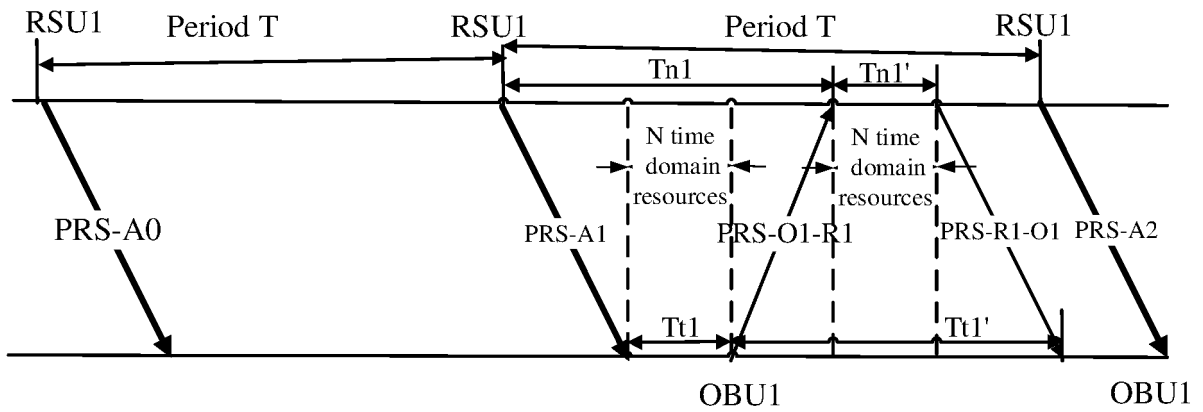 RSU1 Period T RSU1 Period T RSU1
Tn1 Tn1'
N time N time
domain domain
resources resources
PRS-A0 PRS-A1 PRS-O1-R1 PRS-R1-O1 PRS-A2
Tt1 Tt1'
OBU1 OBU1